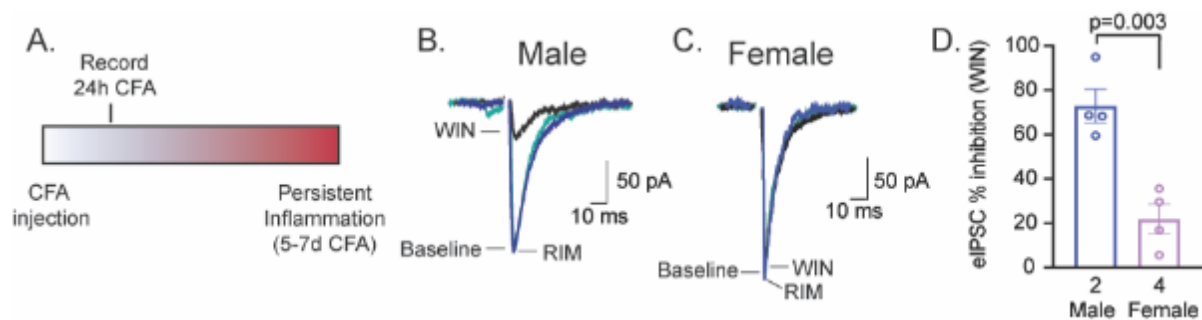 A.
Record
24h CFA
CFA
injection
Persistent
Inflammation
(5-7d CFA)
B.
Male
WIN
50 pA
10 ms
Baseline
RIM
C.
Female
50 pA
10 ms
Baseline
WIN
RIM
D.
p=0.003
eIPSC % inhibition (WIN)
100
80
60
40
20
0
2
4
Male
Female